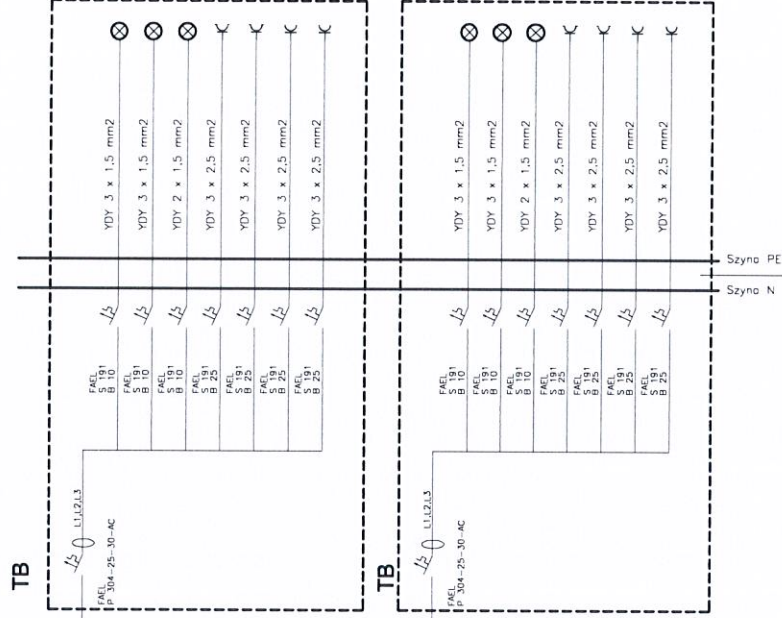 TB
FAEL
P 304-25-30-AC
L1,L2,L3
FAEL
S 191
B 10
FAEL
S 191
B 10
FAEL
S 191
B 10
FAEL
S 191
B 25
FAEL
S 191
B 25
FAEL
S 191
B 25
FAEL
S 191
B 25
YDY 3 x 1,5 mm2
YDY 3 x 1,5 mm2
YDY 2 x 1,5 mm2
YDY 3 x 2,5 mm2
YDY 3 x 2,5 mm2
YDY 3 x 2,5 mm2
YDY 3 x 2,5 mm2
TB
FAEL
P 304-25-30-AC
L1,L2,L3
FAEL
S 191
B 10
FAEL
S 191
B 10
FAEL
S 191
B 10
FAEL
S 191
B 25
FAEL
S 191
B 25
FAEL
S 191
B 25
FAEL
S 191
B 25
YDY 3 x 1,5 mm2
YDY 3 x 1,5 mm2
YDY 2 x 1,5 mm2
YDY 3 x 2,5 mm2
YDY 3 x 2,5 mm2
YDY 3 x 2,5 mm2
YDY 3 x 2,5 mm2
Szyna PE
Szyna N